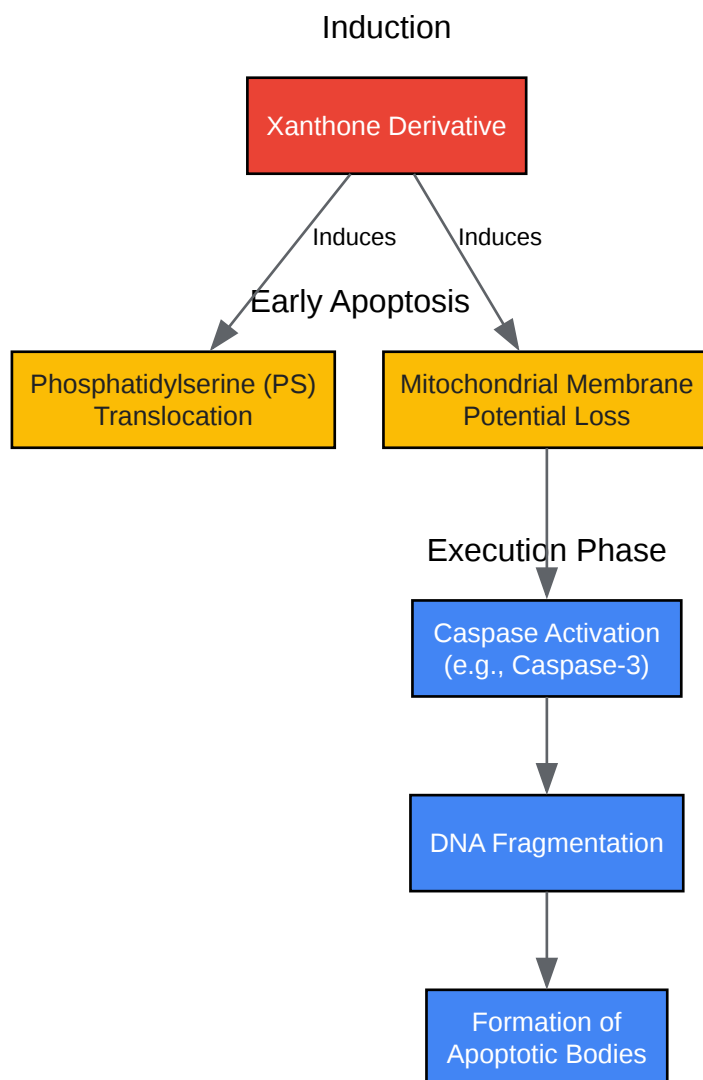 Induction
Xanthone Derivative
Induces
Induces
Early Apoptosis
Phosphatidylserine (PS)
Translocation
Mitochondrial Membrane
Potential Loss
Execution Phase
Caspase Activation
(e.g., Caspase-3)
DNA Fragmentation
Formation of
Apoptotic Bodies